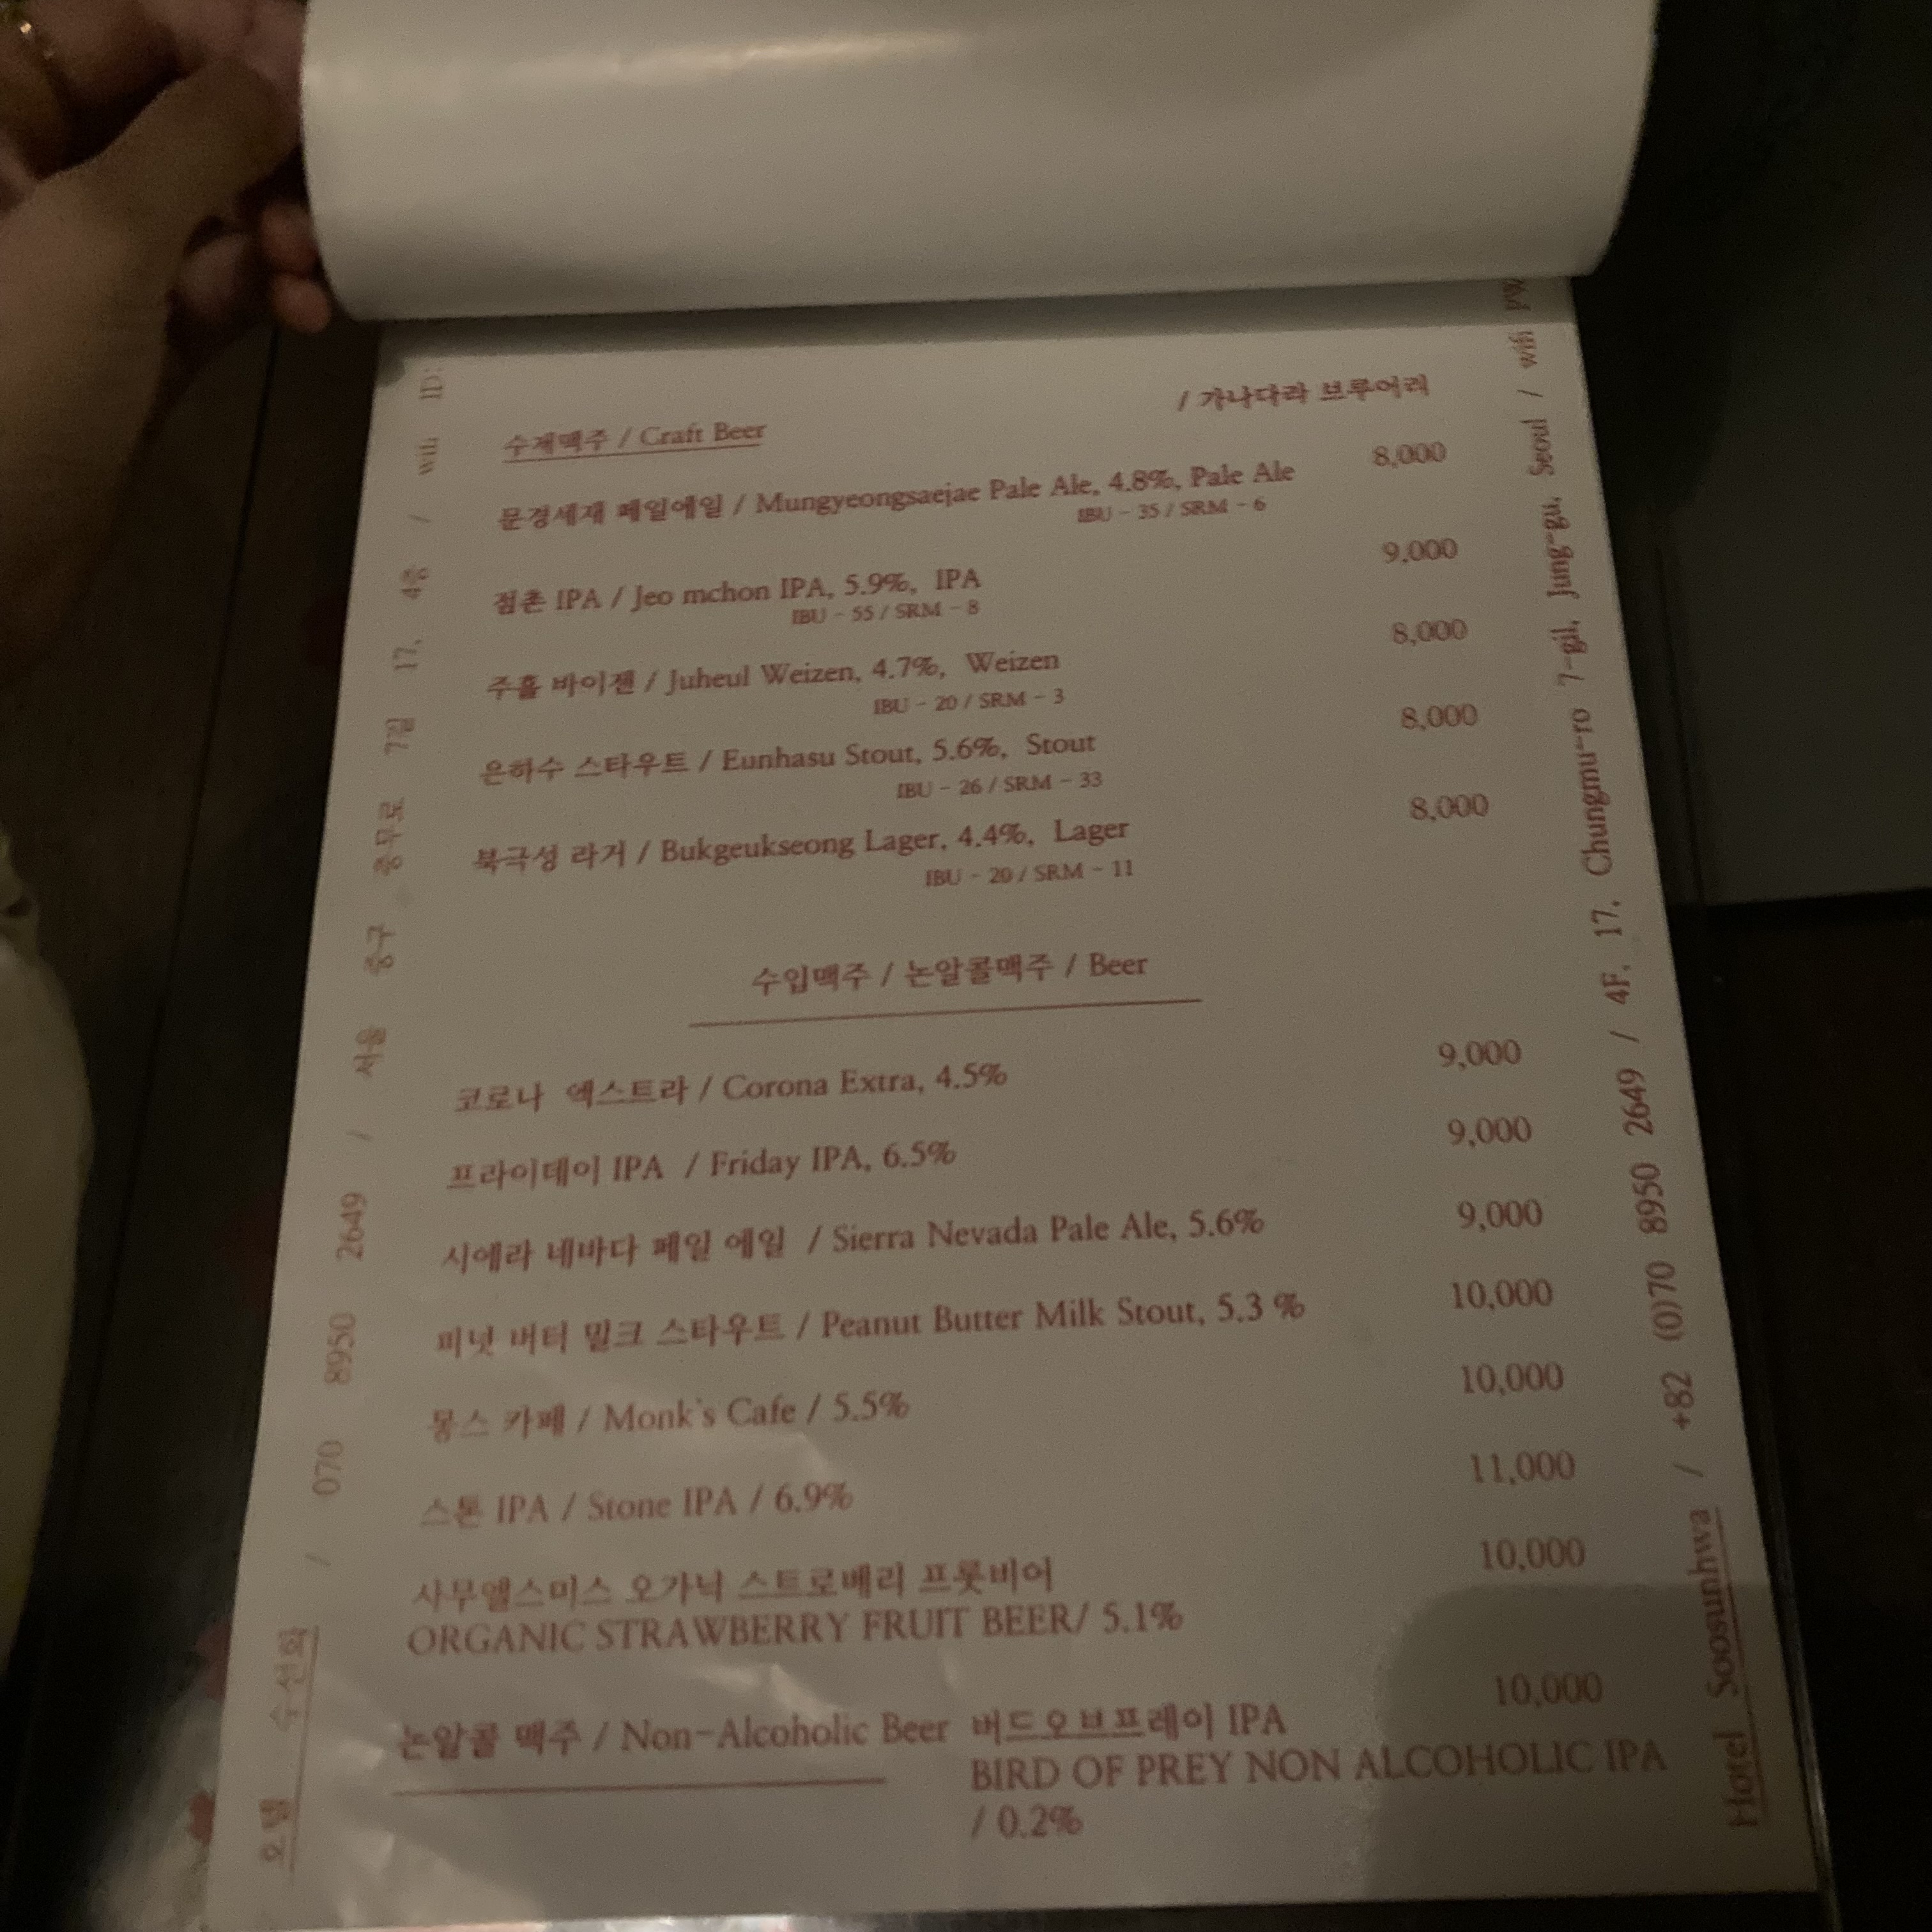 / 가나다라 브루어리
수제맥주 / Craft Beer
문경세재 페일에일 / Mungyeongsaejae Pale Ale, 4.8%, Pale Ale 8,000
IBU - 35 / SRM - 6
점촌 IPA / Jeo mchon IPA, 5.9%, IPA 9,000
IBU - 55 / SRM - 8
주흘 바이젠 / Juheul Weizen, 4.7%, Weizen 8,000
IBU - 20 / SRM - 3
은하수 스타우트 / Eunhasu Stout, 5.6%, Stout 8,000
IBU - 26 / SRM - 33
북극성 라거 / Bukgeukseong Lager, 4.4%, Lager 8,000
IBU - 20 / SRM - 11
수입맥주 / 논알콜맥주 / Beer
코로나 엑스트라 / Corona Extra, 4.5% 9,000
프라이데이 IPA / Friday IPA, 6.5% 9,000
시에라 네바다 페일 에일 / Sierra Nevada Pale Ale, 5.6% 9,000
피넛 버터 밀크 스타우트 / Peanut Butter Milk Stout, 5.3 % 10,000
몽스 카페 / Monk's Cafe / 5.5% 10,000
스톤 IPA / Stone IPA / 6.9% 11,000
사무엘스미스 오가닉 스트로베리 프룻비어 10,000
ORGANIC STRAWBERRY FRUIT BEER/ 5.1%
논알콜 맥주 / Non-Alcoholic Beer 버드오브프레이 IPA 10,000
BIRD OF PREY NON ALCOHOLIC IPA
/ 0.2%
호텔 수선화 / 070 8950 2649 / 서울 중구 충무로 7길 17, 4층 / wifi ID:
Hotel Soosunhwa / +82 (0)70 8950 2649 / 4F, 17, Chungmu-ro 7-gil, Jung-gu, Seoul / wifi PW